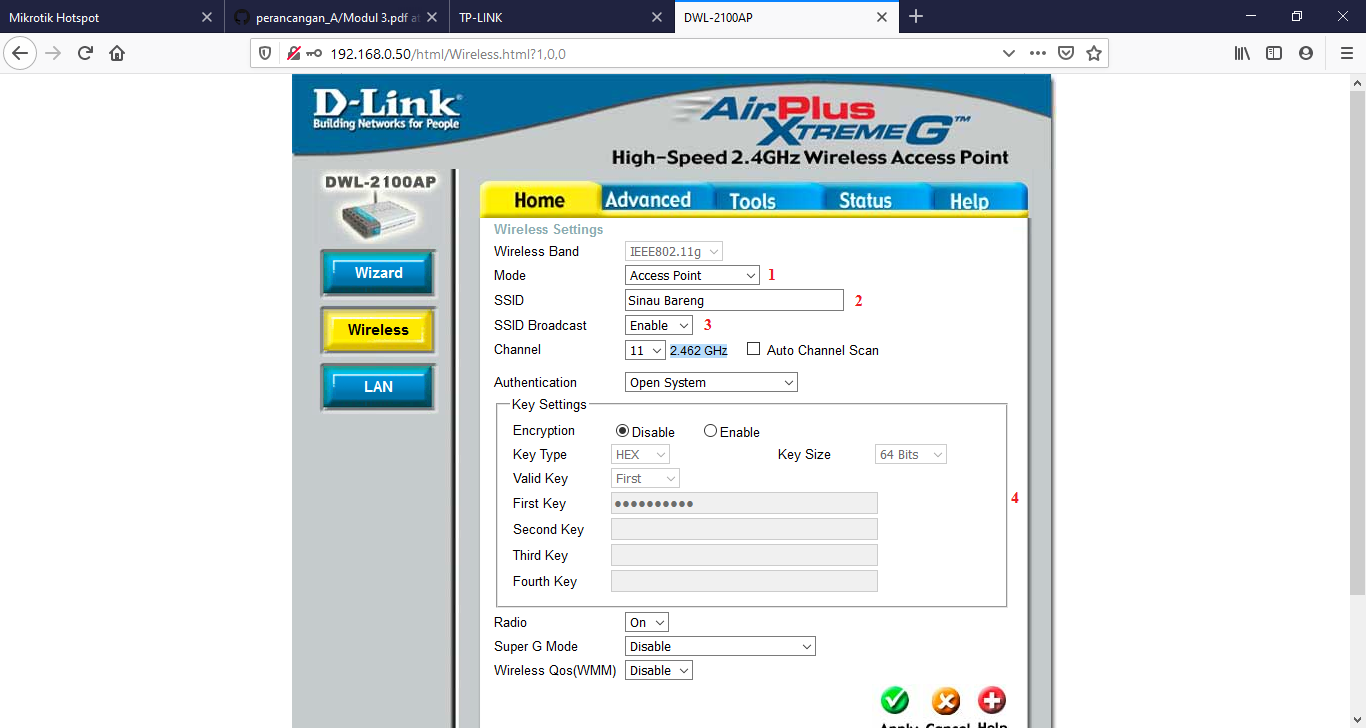 Mikrotik Hotspot
perancangan_A/Modul 3.pdf at
TP-LINK
DWL-2100AP
192.168.0.50/html/Wireless.html?1,0,0
D-Link
Building Networks for People
AirPlus
XTREME G™
High-Speed 2.4GHz Wireless Access Point
DWL-2100AP
Wizard
Wireless
LAN
Home Advanced Tools Status Help
Wireless Settings
Wireless Band IEEE802.11g
Mode Access Point 1
SSID Sinau Bareng 2
SSID Broadcast Enable 3
Channel 11 2.462 GHz Auto Channel Scan
Authentication Open System
Key Settings
Encryption Disable Enable
Key Type HEX Key Size 64 Bits
Valid Key First
First Key ●●●●●●●●●●
4
Second Key
Third Key
Fourth Key
Radio On
Super G Mode Disable
Wireless Qos(WMM) Disable
Apply Cancel Help